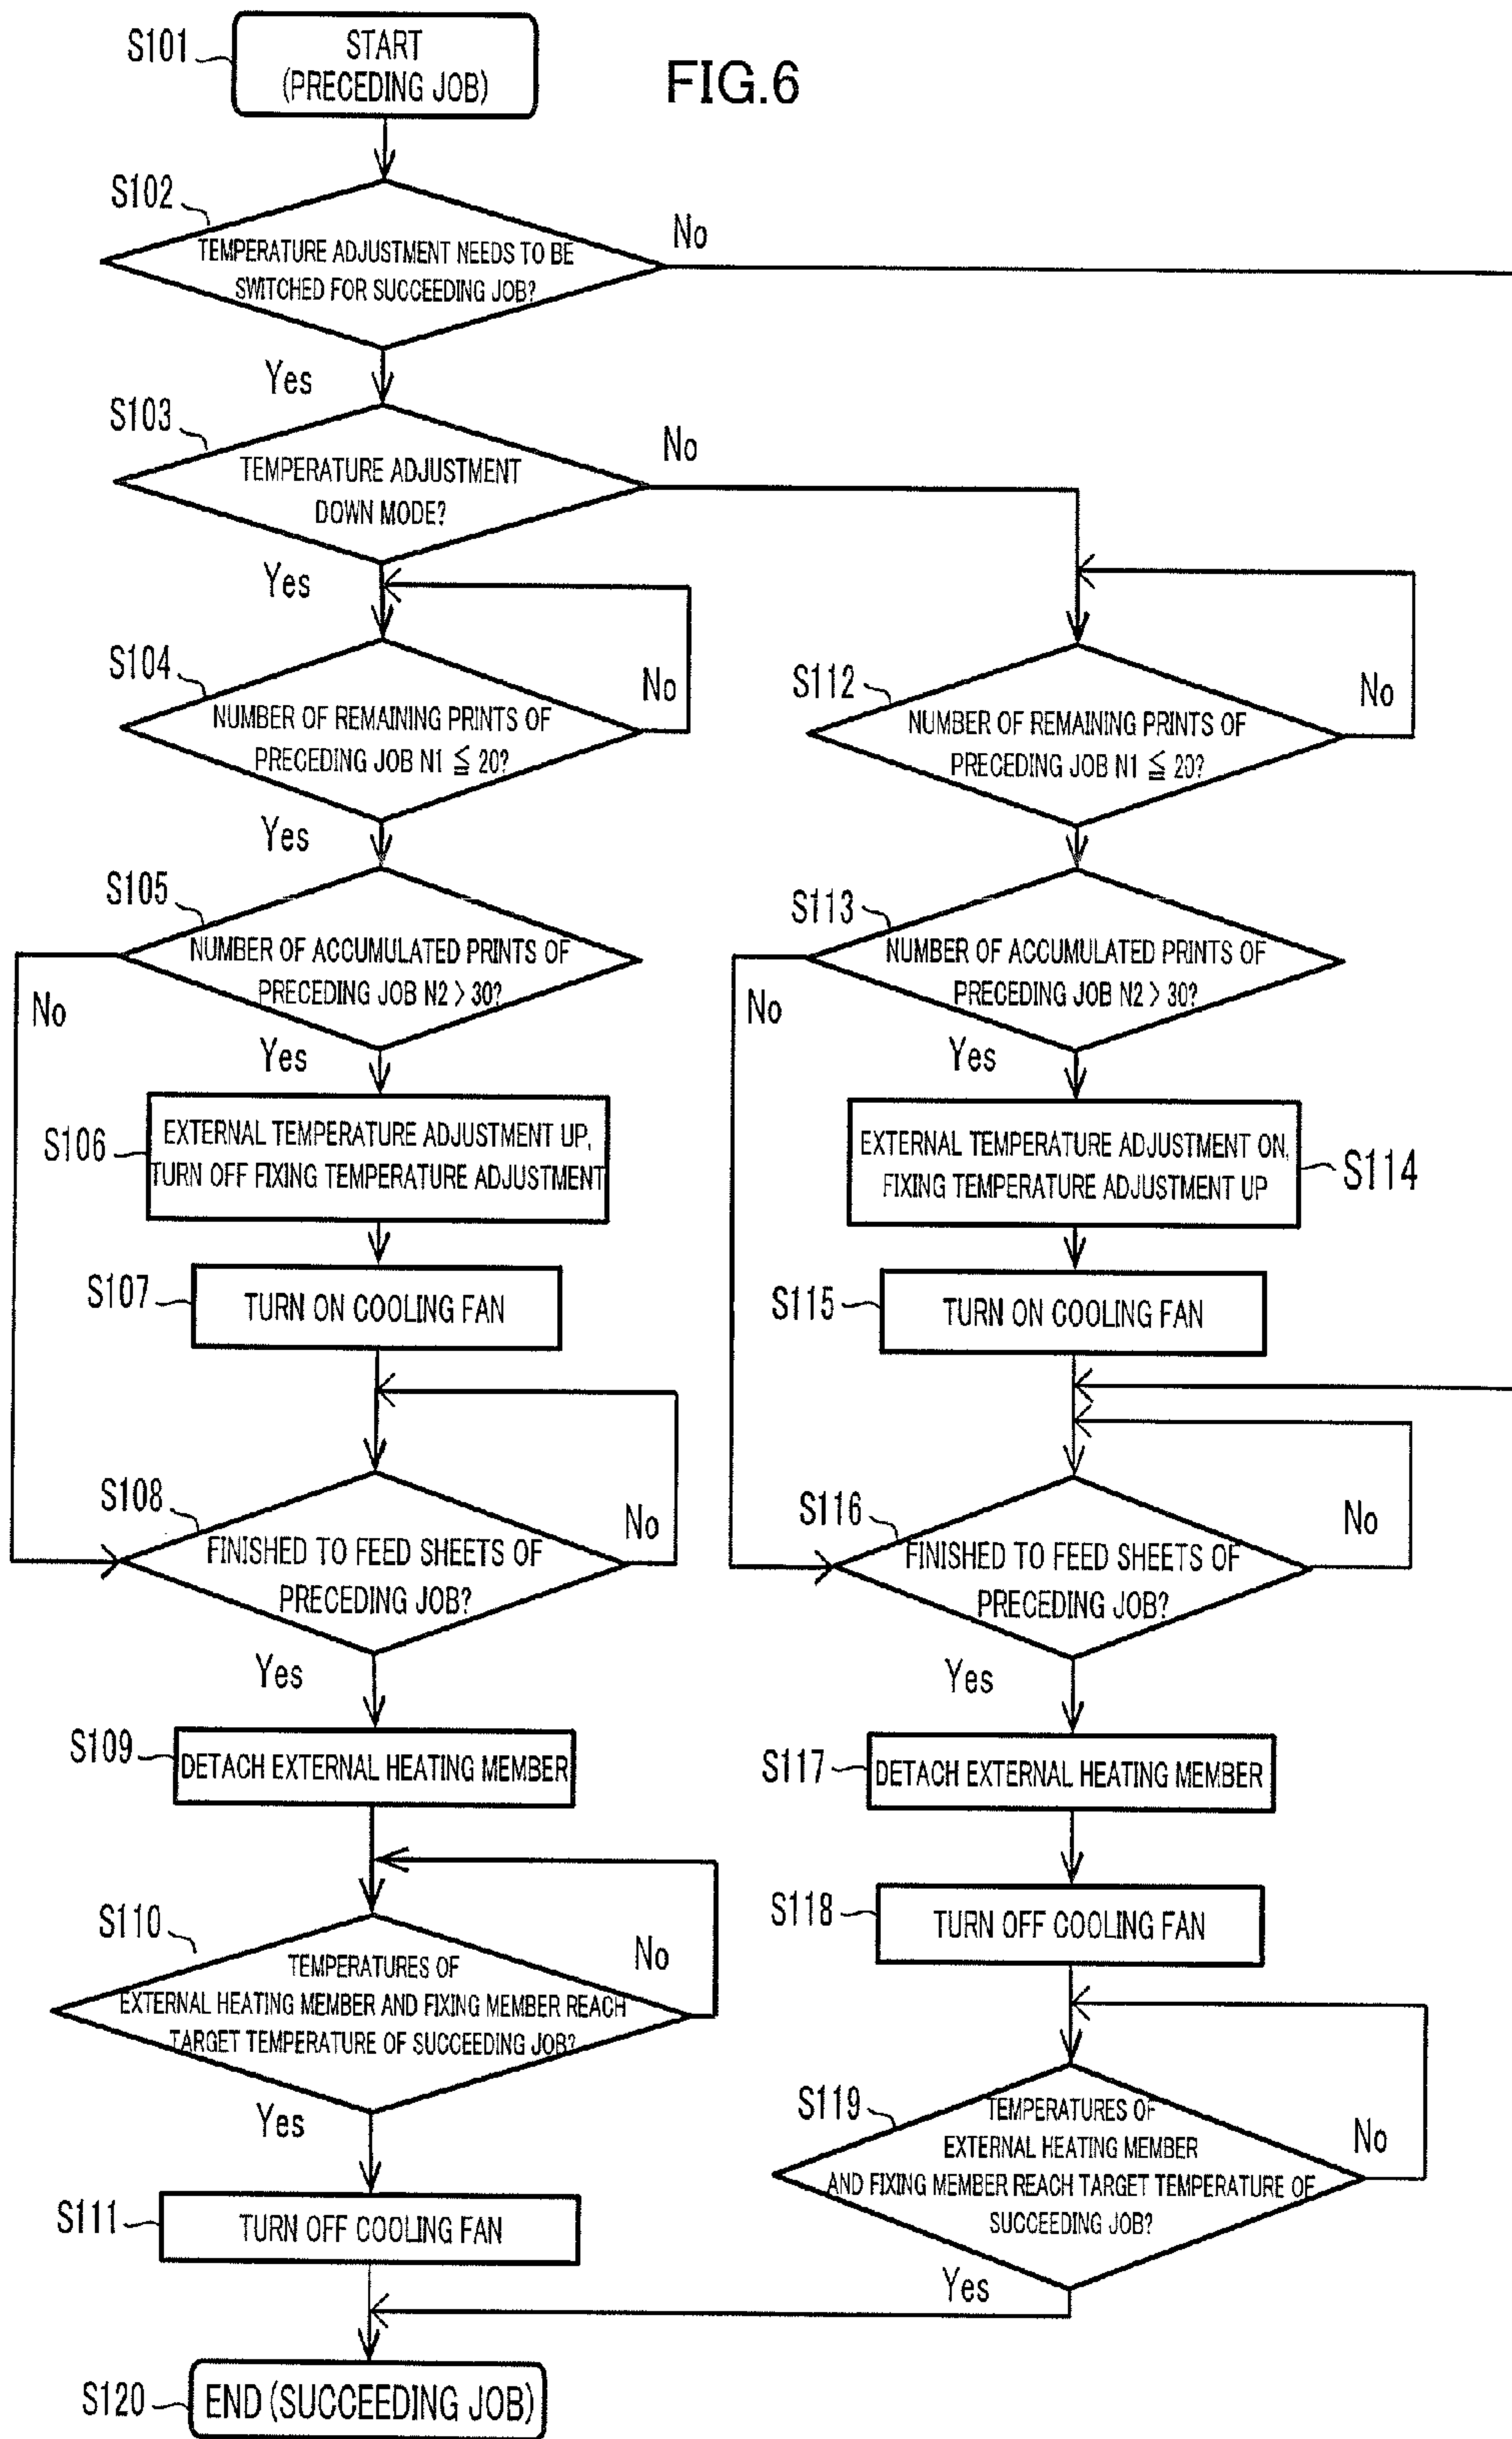 FIG.6
S101
START
(PRECEDING JOB)
S102
TEMPERATURE ADJUSTMENT NEEDS TO BE
SWITCHED FOR SUCCEEDING JOB?
No
Yes
S103
TEMPERATURE ADJUSTMENT
DOWN MODE?
No
Yes
S104
NUMBER OF REMAINING PRINTS OF
PRECEDING JOB N1 ≦ 20?
No
Yes
S105
NUMBER OF ACCUMULATED PRINTS OF
PRECEDING JOB N2 > 30?
No
Yes
S106
EXTERNAL TEMPERATURE ADJUSTMENT UP,
TURN OFF FIXING TEMPERATURE ADJUSTMENT
S107
TURN ON COOLING FAN
S108
FINISHED TO FEED SHEETS OF
PRECEDING JOB?
No
Yes
S109
DETACH EXTERNAL HEATING MEMBER
S110
TEMPERATURES OF
EXTERNAL HEATING MEMBER AND FIXING MEMBER REACH
TARGET TEMPERATURE OF SUCCEEDING JOB?
No
Yes
S111
TURN OFF COOLING FAN
S112
NUMBER OF REMAINING PRINTS OF
PRECEDING JOB N1 ≦ 20?
No
S113
NUMBER OF ACCUMULATED PRINTS OF
PRECEDING JOB N2 > 30?
No
Yes
EXTERNAL TEMPERATURE ADJUSTMENT ON,
FIXING TEMPERATURE ADJUSTMENT UP
S114
S115
TURN ON COOLING FAN
S116
FINISHED TO FEED SHEETS OF
PRECEDING JOB?
No
Yes
S117
DETACH EXTERNAL HEATING MEMBER
S118
TURN OFF COOLING FAN
S119
TEMPERATURES OF
EXTERNAL HEATING MEMBER
AND FIXING MEMBER REACH TARGET TEMPERATURE OF
SUCCEEDING JOB?
No
Yes
S120
END (SUCCEEDING JOB)